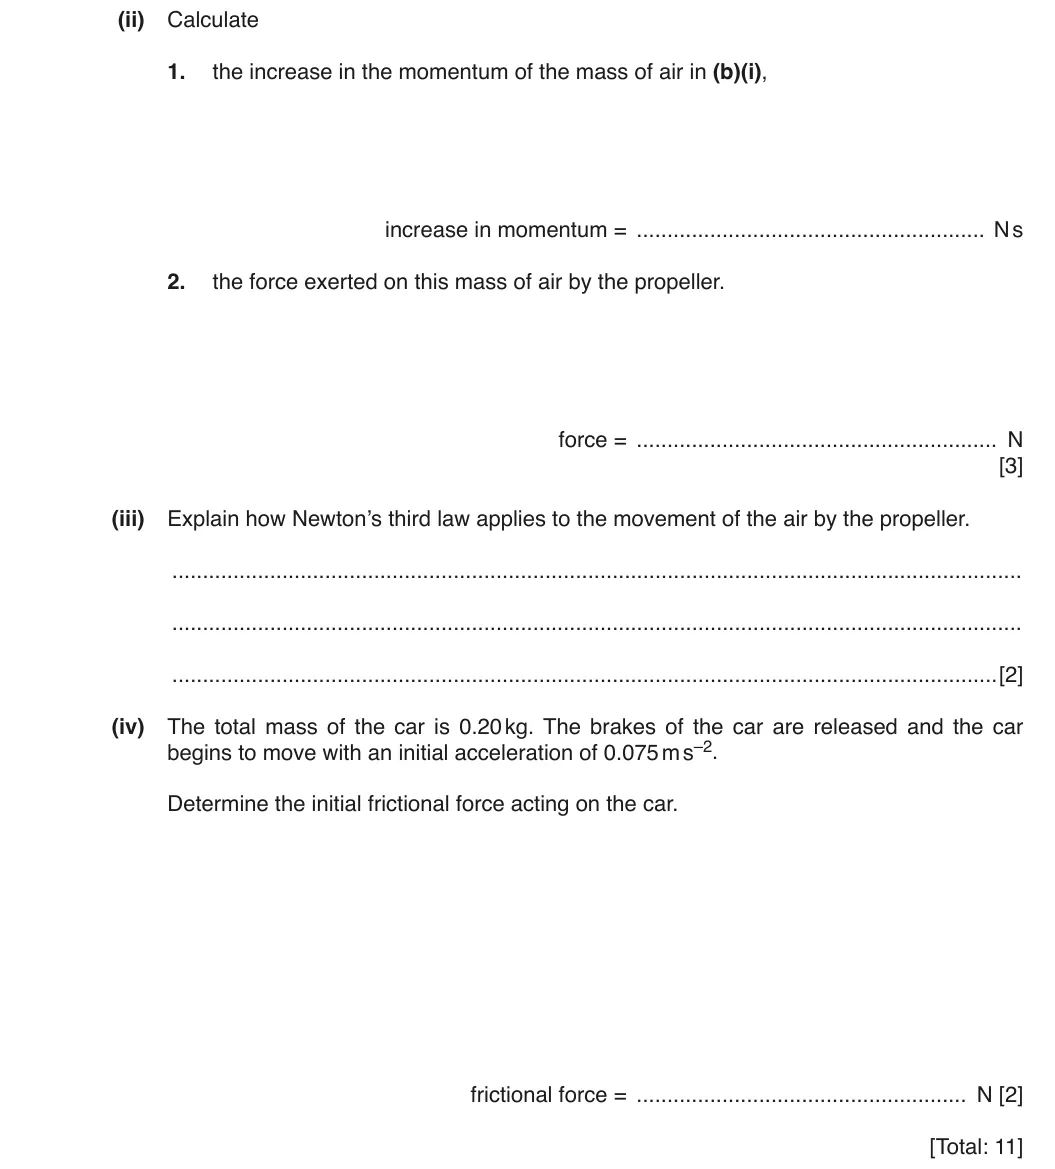 (ii) Calculate
1. the increase in the momentum of the mass of air in (b)(i),
increase in momentum = ......................................................... N s
2. the force exerted on this mass of air by the propeller.
force = ........................................................... N
[3]
(iii) Explain how Newton's third law applies to the movement of the air by the propeller.
...........................................................................................................................................
...........................................................................................................................................
.......................................................................................................................................[2]
(iv) The total mass of the car is 0.20 kg. The brakes of the car are released and the car
begins to move with an initial acceleration of 0.075 m s⁻².
Determine the initial frictional force acting on the car.
frictional force = ...................................................... N [2]
[Total: 11]